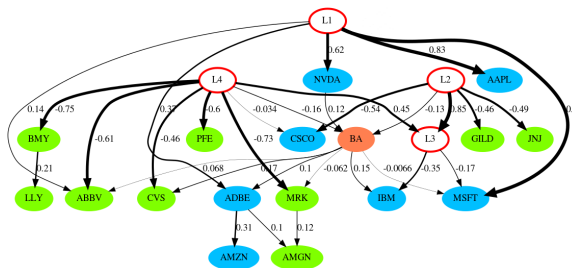 L1
0.62
0.83
L4
NVDA
L2
AAPL
0.14
-0.75
0.37
-0.6
-0.034
-0.16
0.12
-0.54
0.45
-0.13
0.85
-0.46
-0.49
0.
BMY
-0.61
-0.46
PFE
-0.73
CSCO
BA
L3
GILD
JNJ
0.21
0.068
0.17
0.1
-0.062
0.15
-0.0066
-0.35
-0.17
LLY
ABBV
CVS
ADBE
MRK
IBM
MSFT
0.31
0.1
0.12
AMZN
AMGN